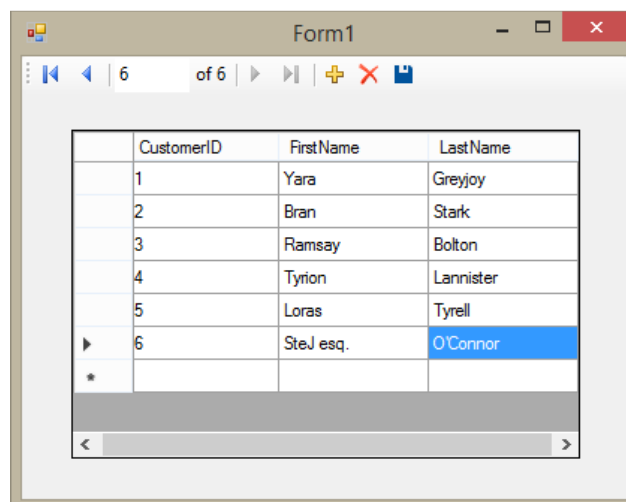 Form1
6 of 6
CustomerID FirstName LastName
1 Yara Greyjoy
2 Bran Stark
3 Ramsay Bolton
4 Tyrion Lannister
5 Loras Tyrell
6 SteJ esq. O'Connor